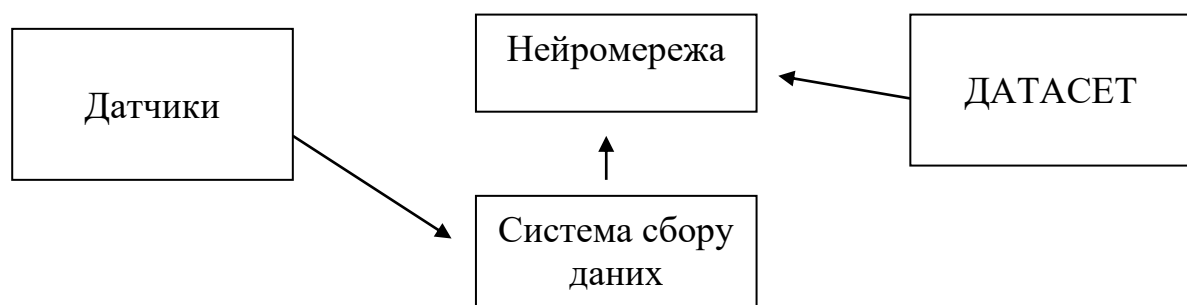 Датчики
Нейромережа
ДАТАСЕТ
Система сбору
даних